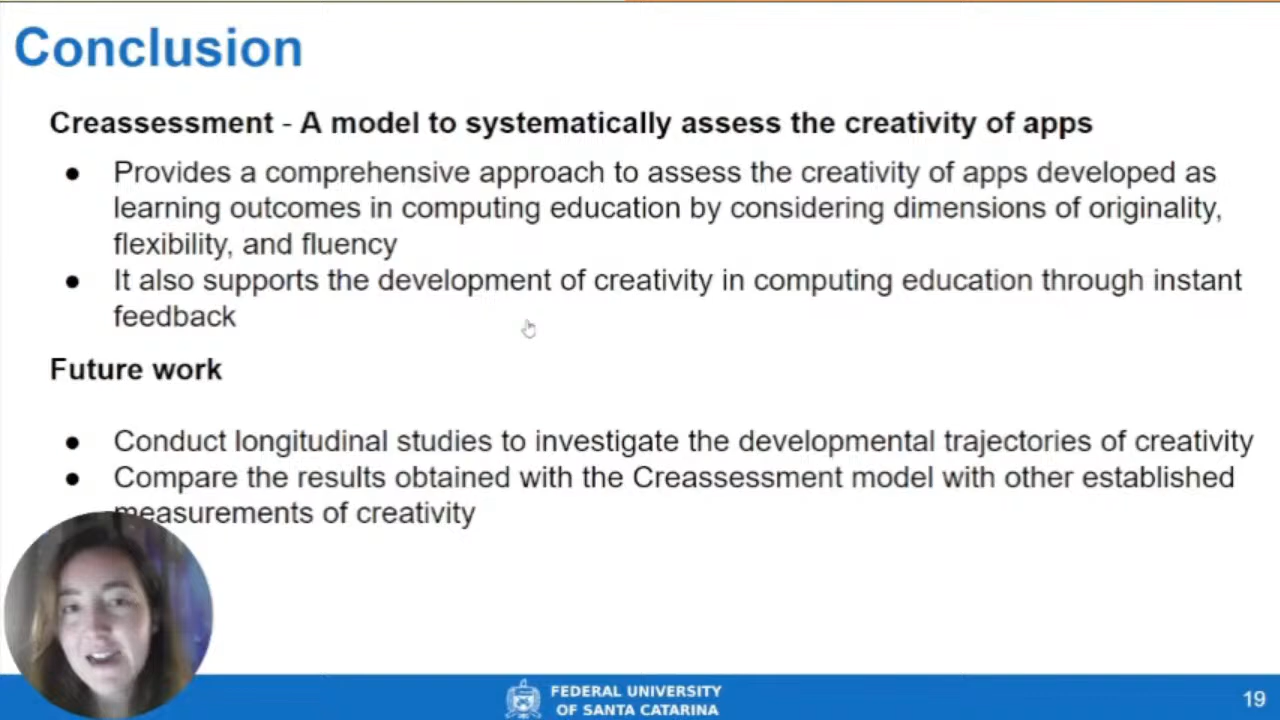 Conclusion
Creassessment - A model to systematically assess the creativity of apps
● Provides a comprehensive approach to assess the creativity of apps developed as
learning outcomes in computing education by considering dimensions of originality,
flexibility, and fluency
● It also supports the development of creativity in computing education through instant
feedback
Future work
● Conduct longitudinal studies to investigate the developmental trajectories of creativity
● Compare the results obtained with the Creassessment model with other established
measurements of creativity
FEDERAL UNIVERSITY
OF SANTA CATARINA
19